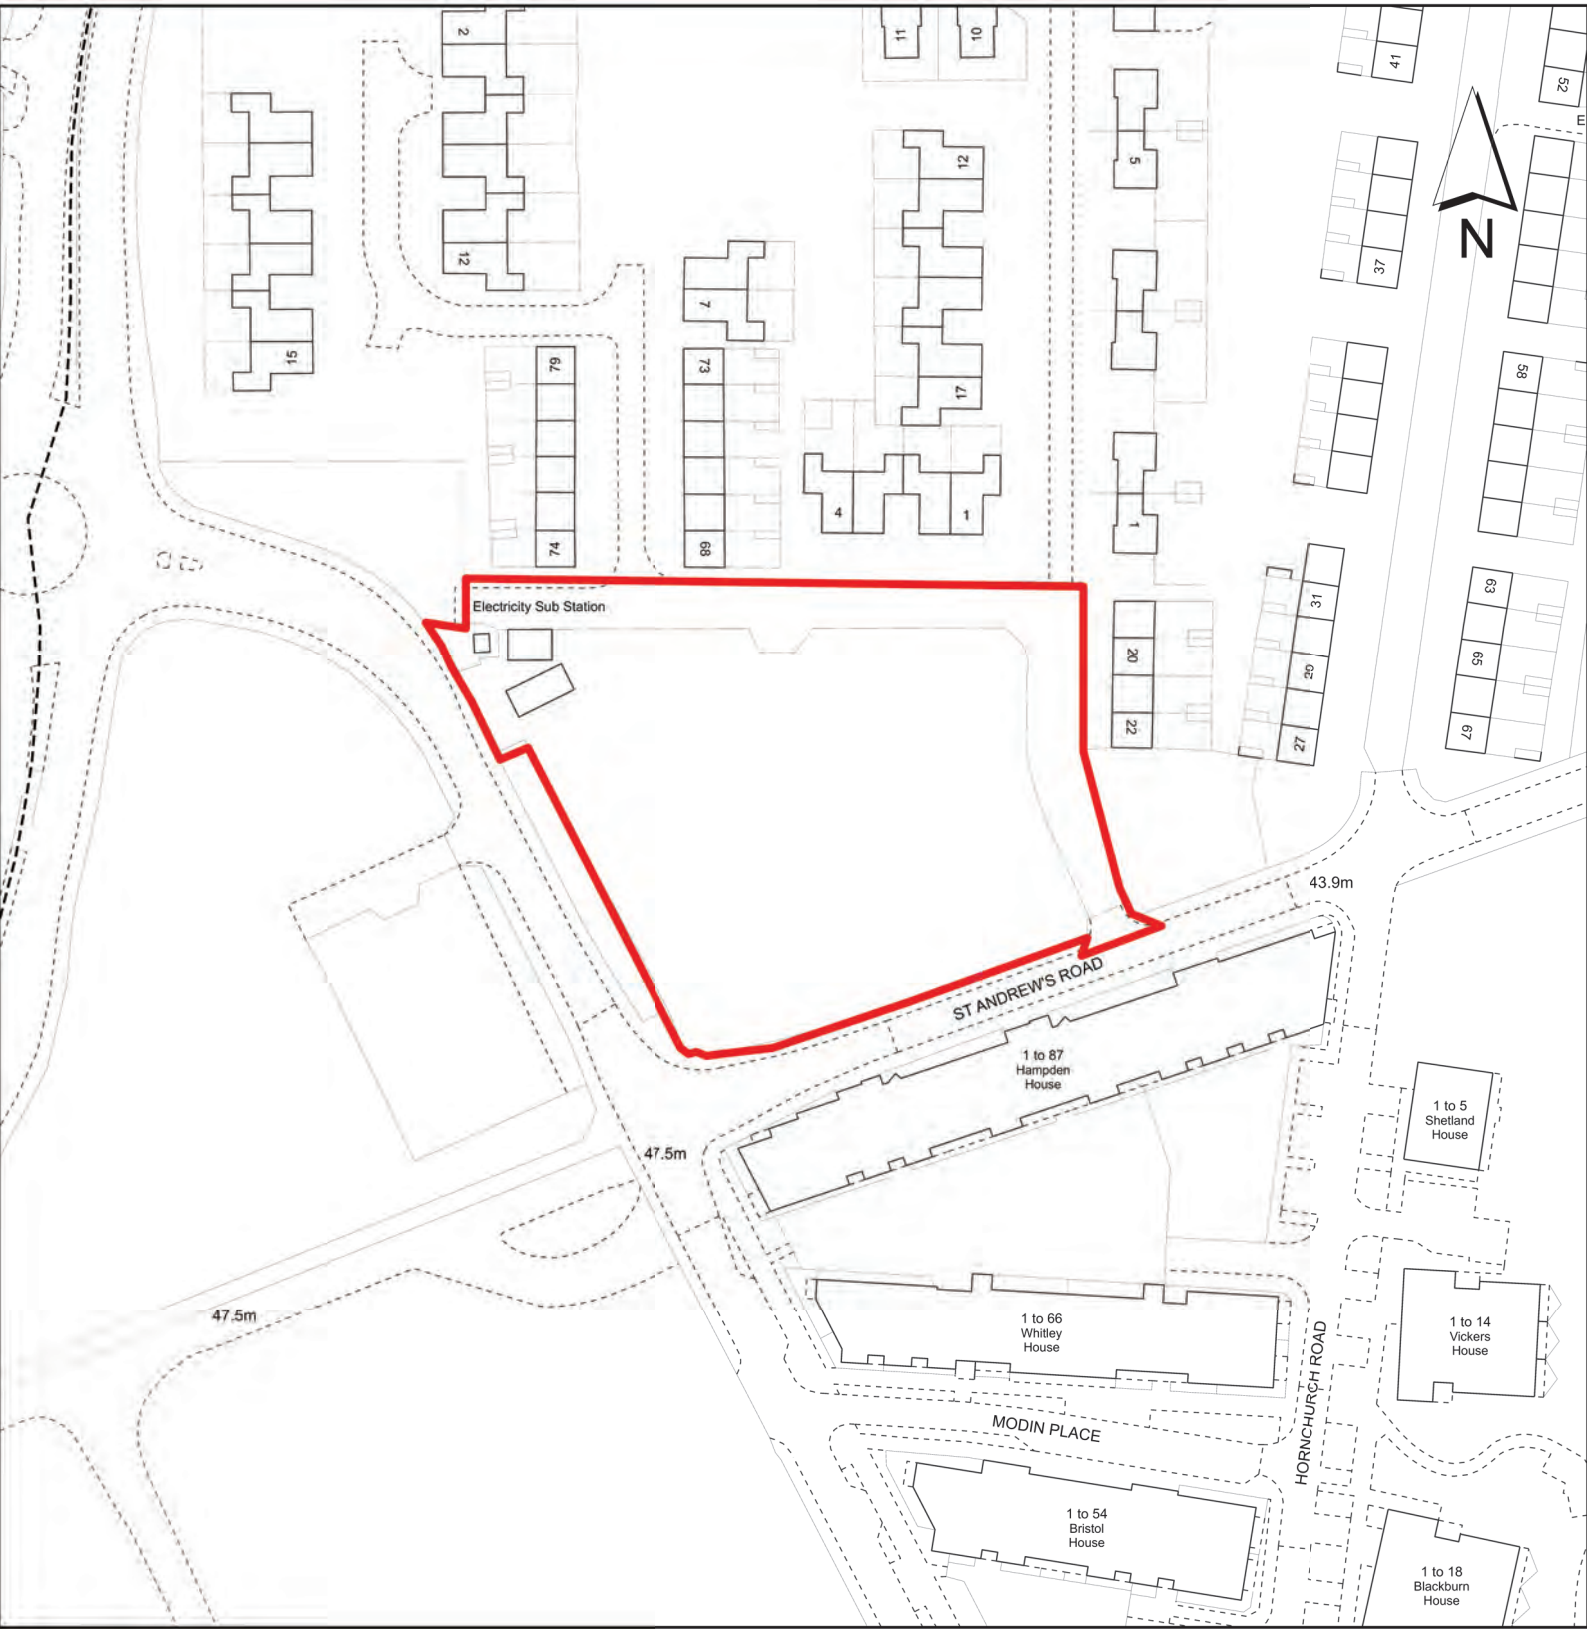 2
11
10
41
52
E
12
5
N
12
37
7
15
79
73
17
58
4
1
1
74
68
63
31
Electricity Sub Station
20
65
29
22
67
27
43.9m
ST ANDREW'S ROAD
1 to 87
Hampden
House
1 to 5
Shetland
House
47.5m
47.5m
1 to 66
Whitley
House
1 to 14
Vickers
House
HORNCHURCH ROAD
MODIN PLACE
1 to 54
Bristol
House
1 to 18
Blackburn
House